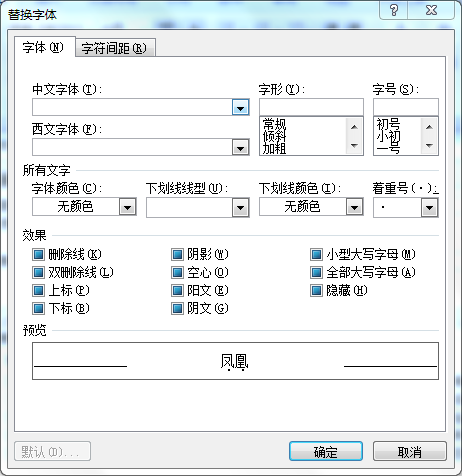 替换字体
字体(N) 字符间距(R)
中文字体(T): 字形(Y): 字号(S):
常规 初号
倾斜 小初
加粗 一号
西文字体(F):
所有文字
字体颜色(C): 下划线线型(U): 下划线颜色(I): 着重号(·):
无颜色 无颜色 ·
效果
删除线(K) 阴影(W) 小型大写字母(M)
双删除线(L) 空心(O) 全部大写字母(A)
上标(P) 阳文(E) 隐藏(H)
下标(B) 阴文(G)
预览
凤凰
默认(D)... 确定 取消